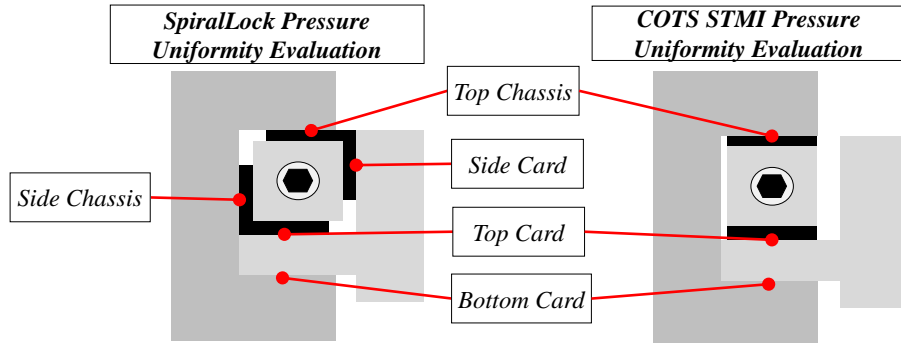 SpiralLock Pressure
Uniformity Evaluation
COTS STMI Pressure
Uniformity Evaluation
Top Chassis
Side Card
Side Chassis
Top Card
Bottom Card